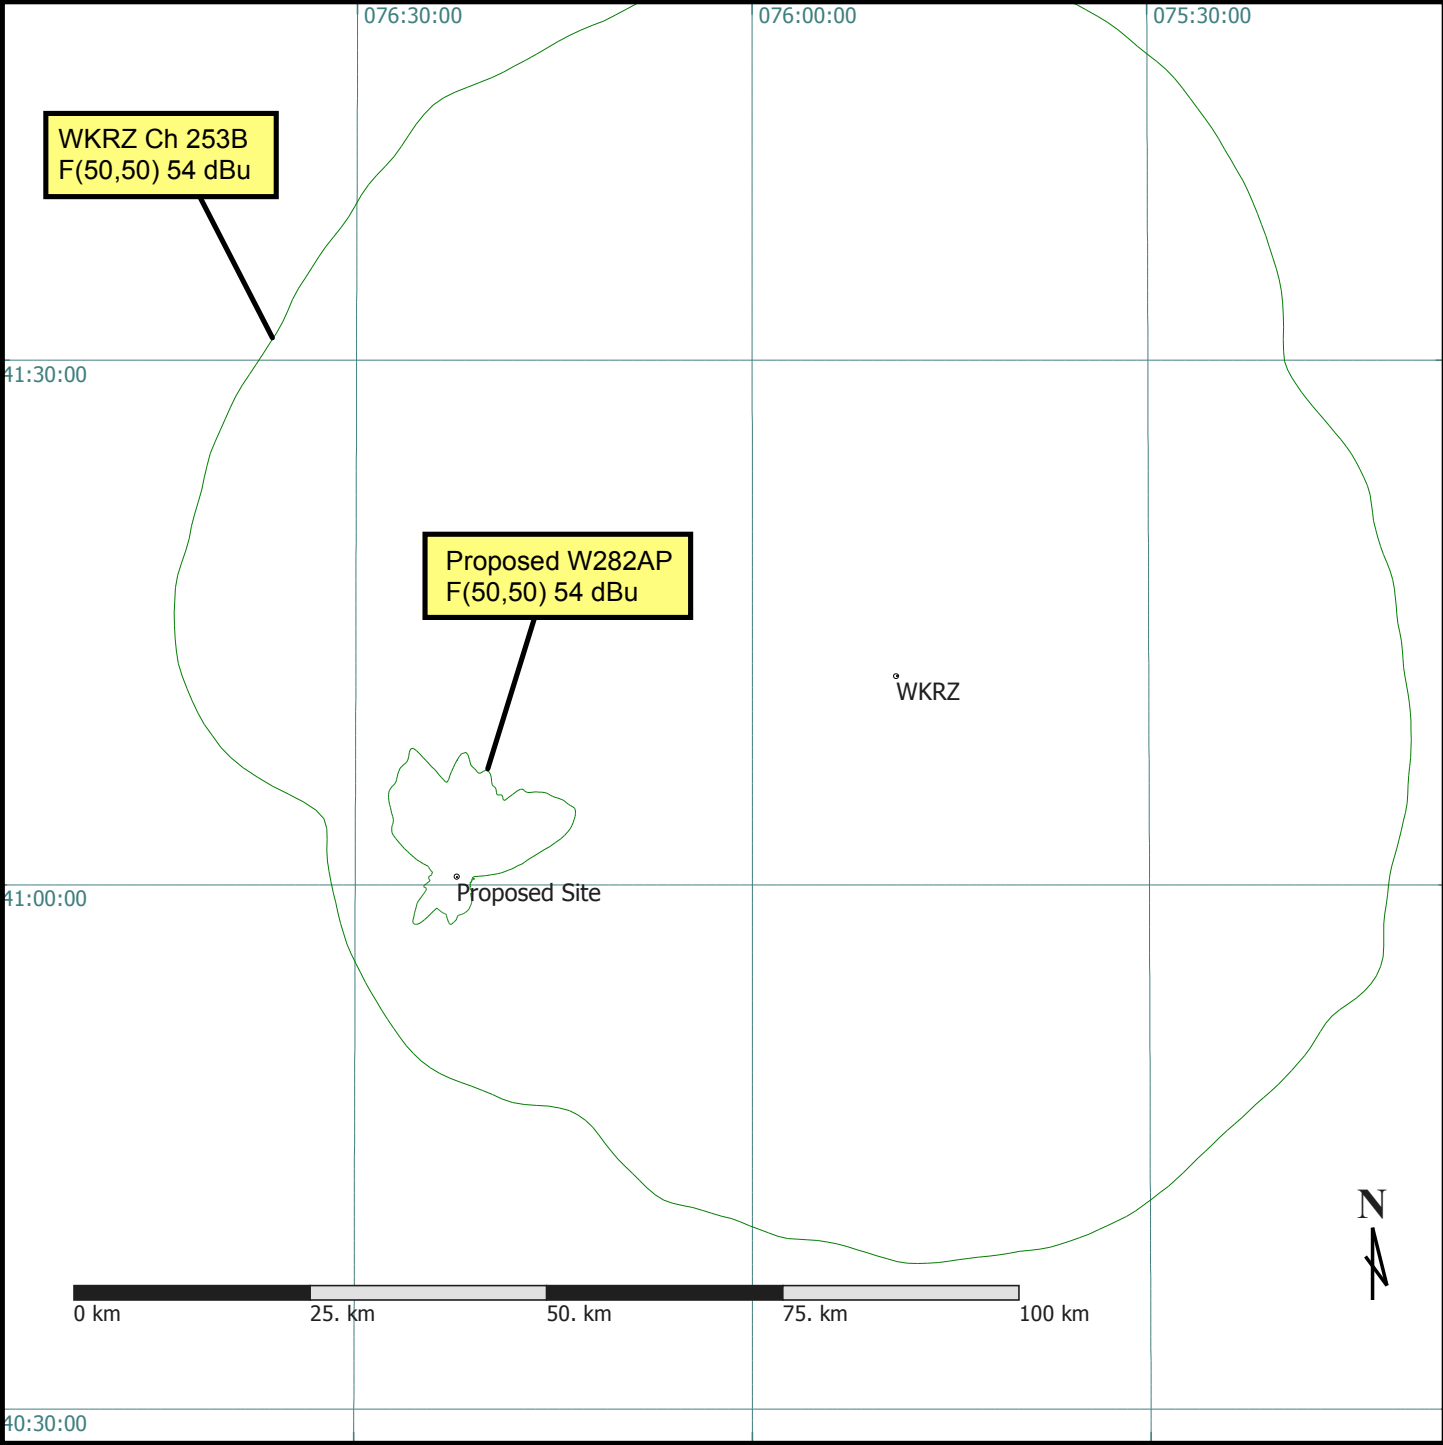 076:30:00
076:00:00
075:30:00
WKRZ Ch 253B
F(50,50) 54 dBu
41:30:00
Proposed W282AP
F(50,50) 54 dBu
WKRZ
Proposed Site
41:00:00
N
0 km
25. km
50. km
75. km
100 km
40:30:00